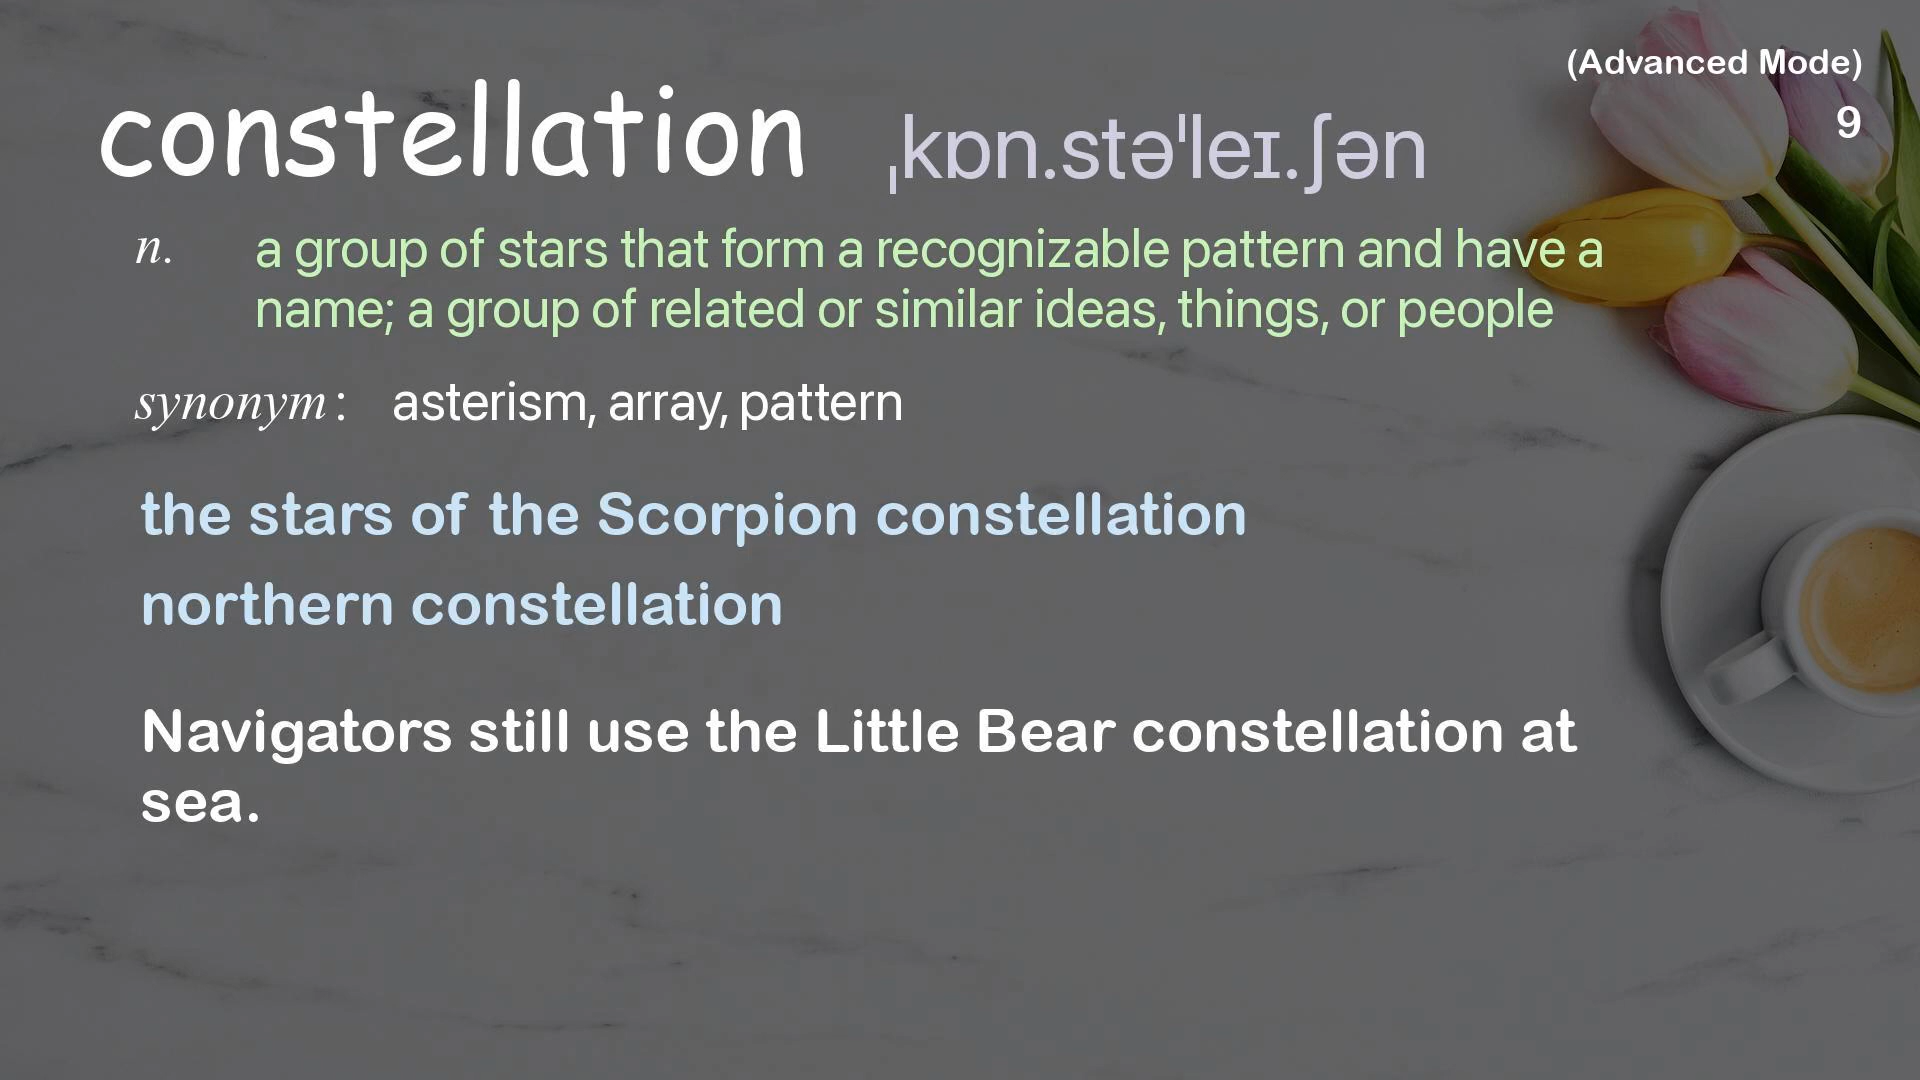 (Advanced Mode)
constellation ˌkɒn.stəˈleɪ.ʃən
9
n. a group of stars that form a recognizable pattern and have a
name; a group of related or similar ideas, things, or people
synonym: asterism, array, pattern
the stars of the Scorpion constellation
northern constellation
Navigators still use the Little Bear constellation at
sea.